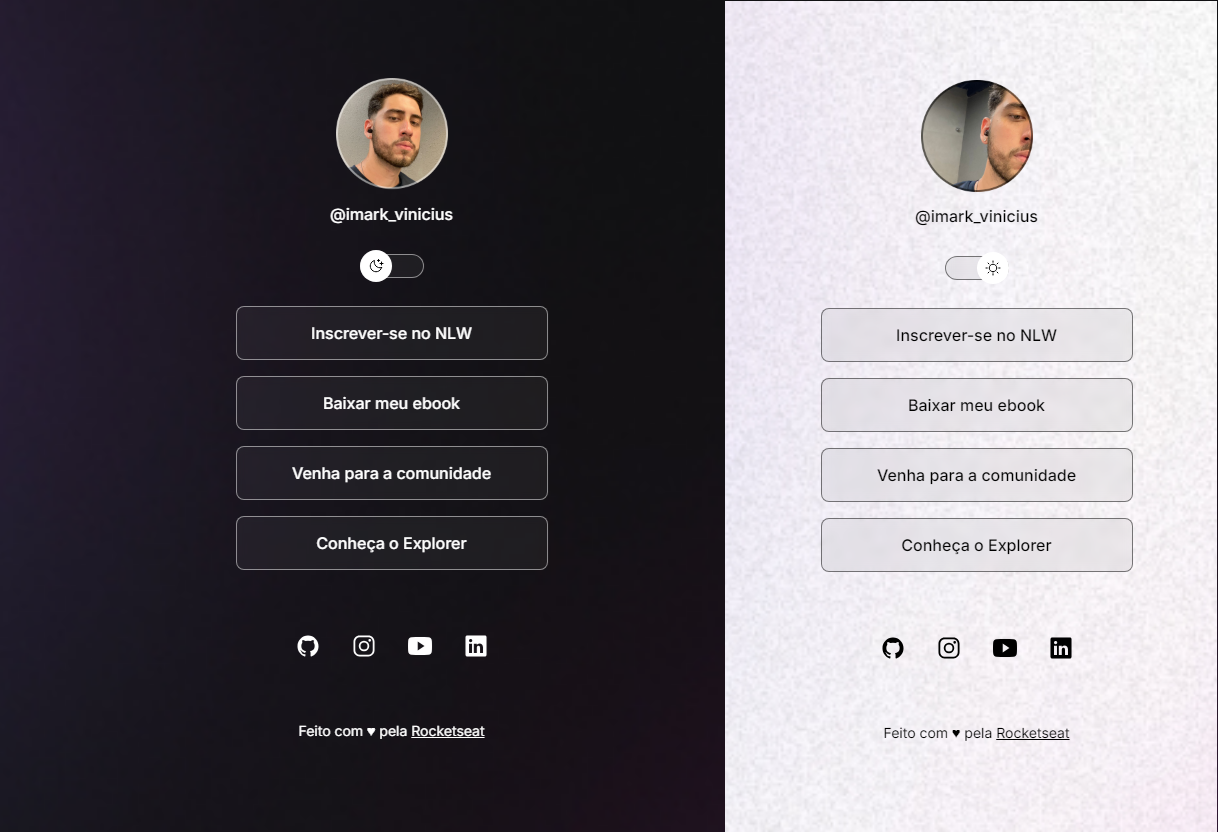 @imark_vinicius
Inscrever-se no NLW
Baixar meu ebook
Venha para a comunidade
Conheça o Explorer
Feito com ♥ pela Rocketseat
@imark_vinicius
Inscrever-se no NLW
Baixar meu ebook
Venha para a comunidade
Conheça o Explorer
Feito com ♥ pela Rocketseat